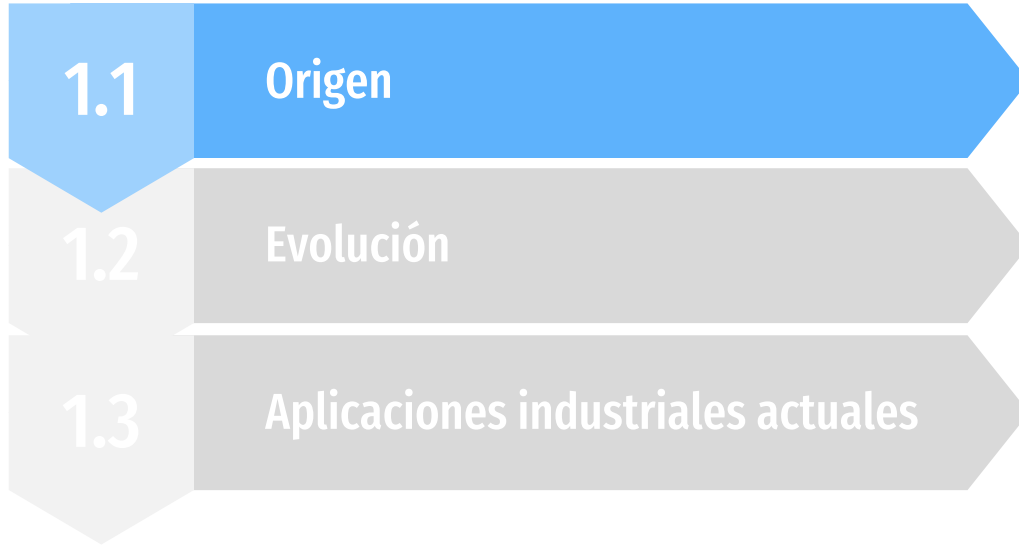 1.1 Origen
1.2 Evolución
1.3 Aplicaciones industriales actuales